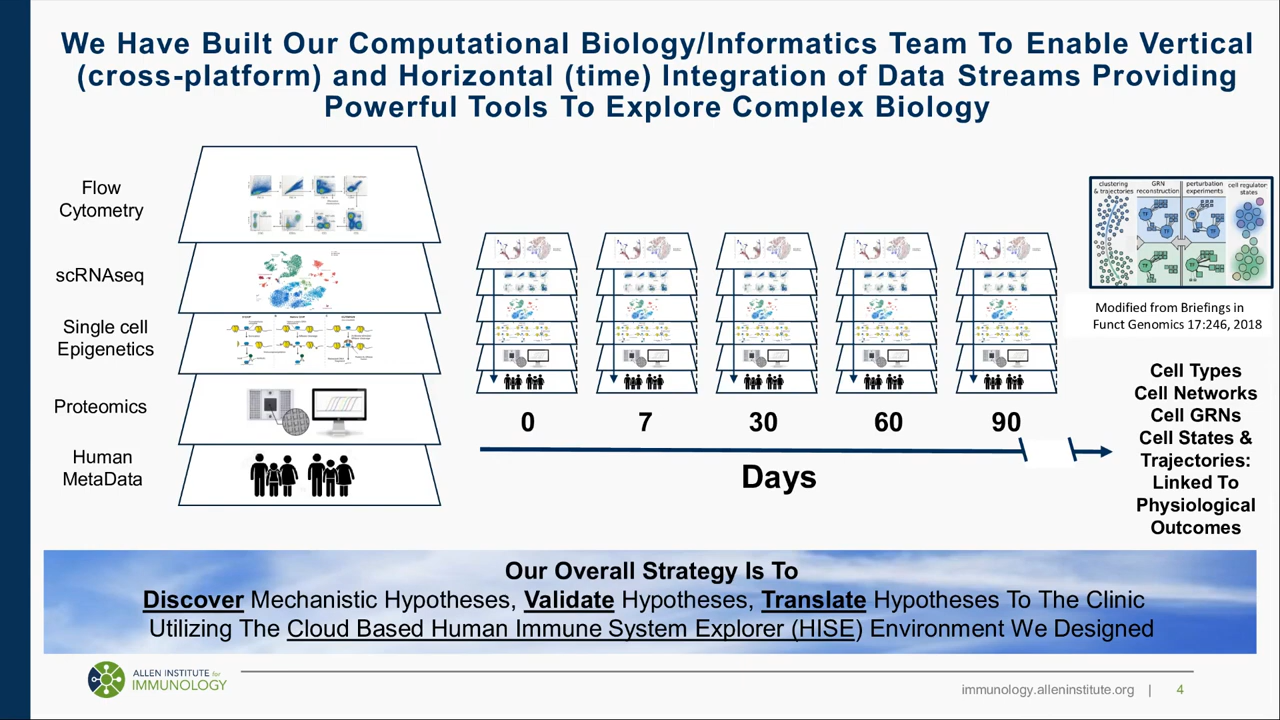 We Have Built Our Computational Biology/Informatics Team To Enable Vertical
(cross-platform) and Horizontal (time) Integration of Data Streams Providing
Powerful Tools To Explore Complex Biology
Flow
Cytometry
scRNAseq
Single cell
Epigenetics
Proteomics
Human
MetaData
0
7
30
60
90
Days
clustering
& trajectories
GRN
reconstruction
perturbation
experiments
cell regulator
states
Modified from Briefings in
Funct Genomics 17:246, 2018
Cell Types
Cell Networks
Cell GRNs
Cell States &
Trajectories:
Linked To
Physiological
Outcomes
Our Overall Strategy Is To
Discover Mechanistic Hypotheses, Validate Hypotheses, Translate Hypotheses To The Clinic
Utilizing The Cloud Based Human Immune System Explorer (HISE) Environment We Designed
ALLEN INSTITUTE for
IMMUNOLOGY
immunology.alleninstitute.org | 4